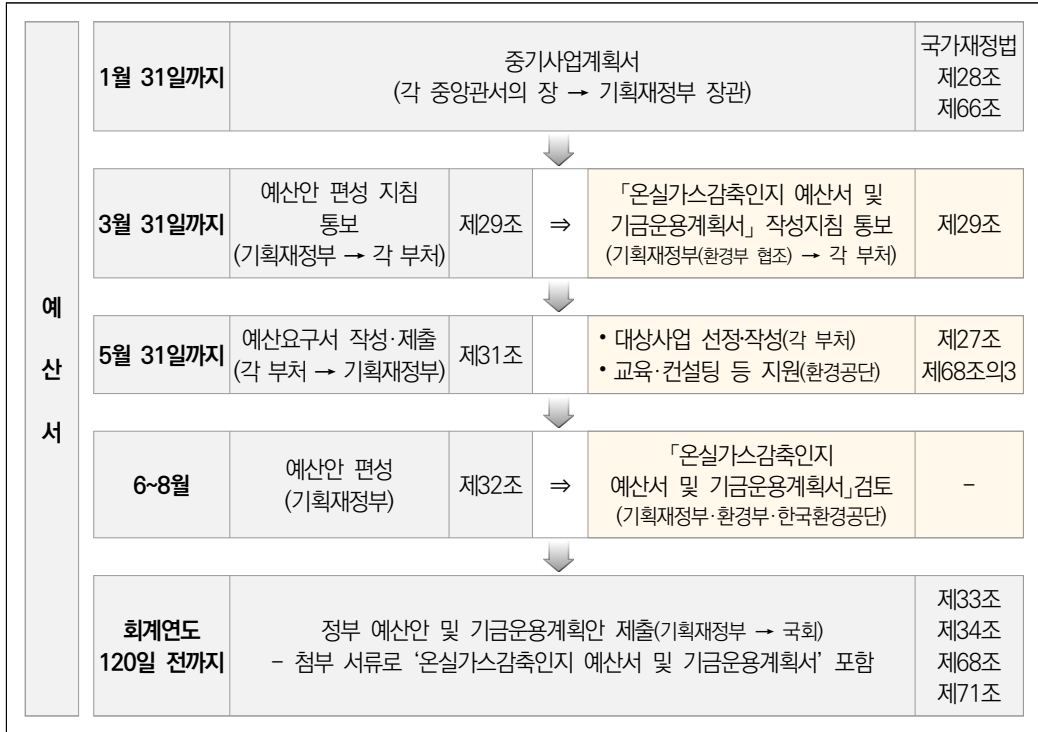 예
산
서
1월 31일까지
중기사업계획서
(각 중앙관서의 장 → 기획재정부 장관)
국가재정법
제28조
제66조
3월 31일까지
예산안 편성 지침
통보
(기획재정부 → 각 부처)
제29조
⇒
「온실가스감축인지 예산서 및
기금운용계획서」 작성지침 통보
(기획재정부(환경부 협조) → 각 부처)
제29조
5월 31일까지
예산요구서 작성·제출
(각 부처 → 기획재정부)
제31조
• 대상사업 선정·작성(각 부처)
• 교육·컨설팅 등 지원(환경공단)
제27조
제68조의3
6~8월
예산안 편성
(기획재정부)
제32조
⇒
「온실가스감축인지
예산서 및 기금운용계획서」검토
(기획재정부·환경부·한국환경공단)
-
회계연도
120일 전까지
정부 예산안 및 기금운용계획안 제출(기획재정부 → 국회)
- 첨부 서류로 ‘온실가스감축인지 예산서 및 기금운용계획서’ 포함
제33조
제34조
제68조
제71조